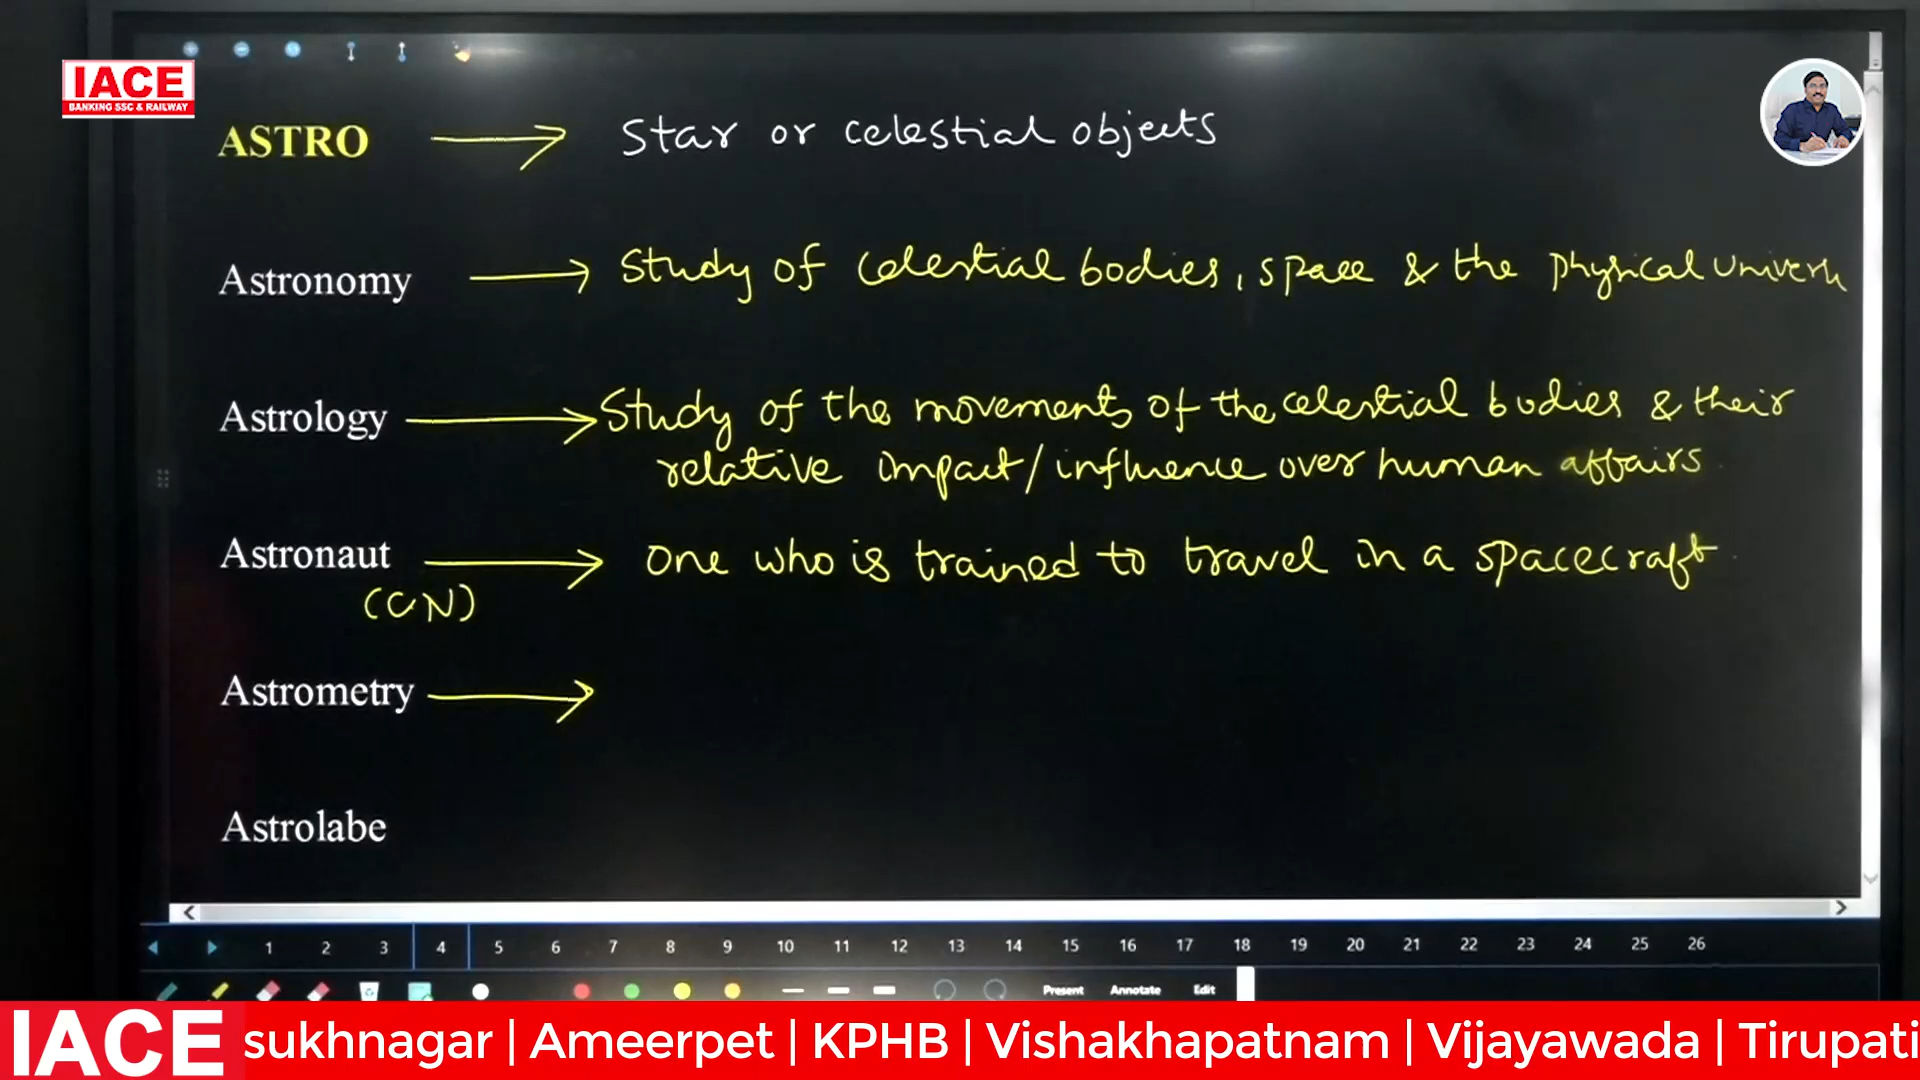 IACE
BANKING SSC & RAILWAY
ASTRO → Star or celestial objects
Astronomy → Study of celestial bodies, space & the physical univers
Astrology → Study of the movements of the celestial bodies & their
relative impact/influence over human affairs
Astronaut → One who is trained to travel in a spacecraft
(CN)
Astrometry →
Astrolabe
1 2 3 4 5 6 7 8 9 10 11 12 13 14 15 16 17 18 19 20 21 22 23 24 25 26
Present Annotate Edit
IACE sukhnagar | Ameerpet | KPHB | Vishakhapatnam | Vijayawada | Tirupati